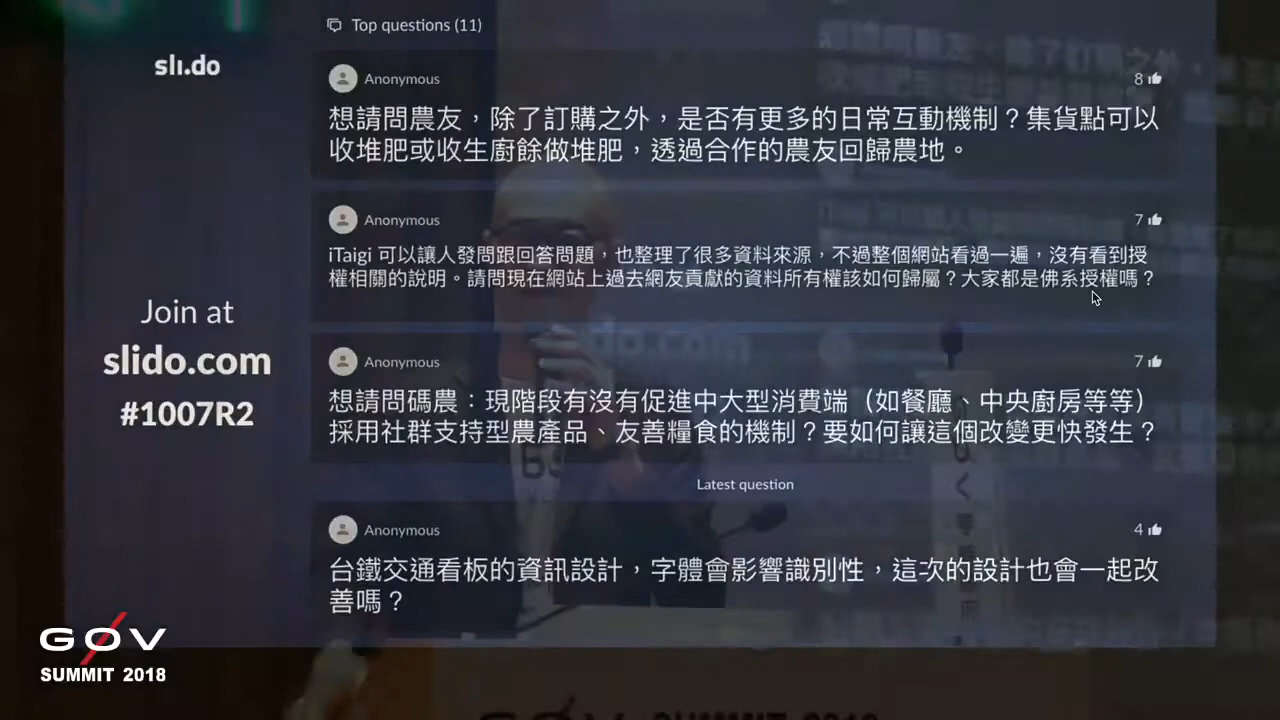 Top questions (11)
sli.do
Anonymous
8
想請問農友，除了訂購之外，是否有更多的日常互動機制？集貨點可以
收堆肥或收生廚餘做堆肥，透過合作的農友回歸農地。
Anonymous
7
iTaigi 可以讓人發問跟回答問題，也整理了很多資料來源，不過整個網站看過一遍，沒有看到授
權相關的說明。請問現在網站上過去網友貢獻的資料所有權該如何歸屬？大家都是佛系授權嗎？
Join at
slido.com
#1007R2
Anonymous
7
想請問碼農：現階段有沒有促進中大型消費端（如餐廳、中央廚房等等）
採用社群支持型農產品、友善糧食的機制？要如何讓這個改變更快發生？
Latest question
Anonymous
4
台鐵交通看板的資訊設計，字體會影響識別性，這次的設計也會一起改
善嗎？
G0V
SUMMIT 2018